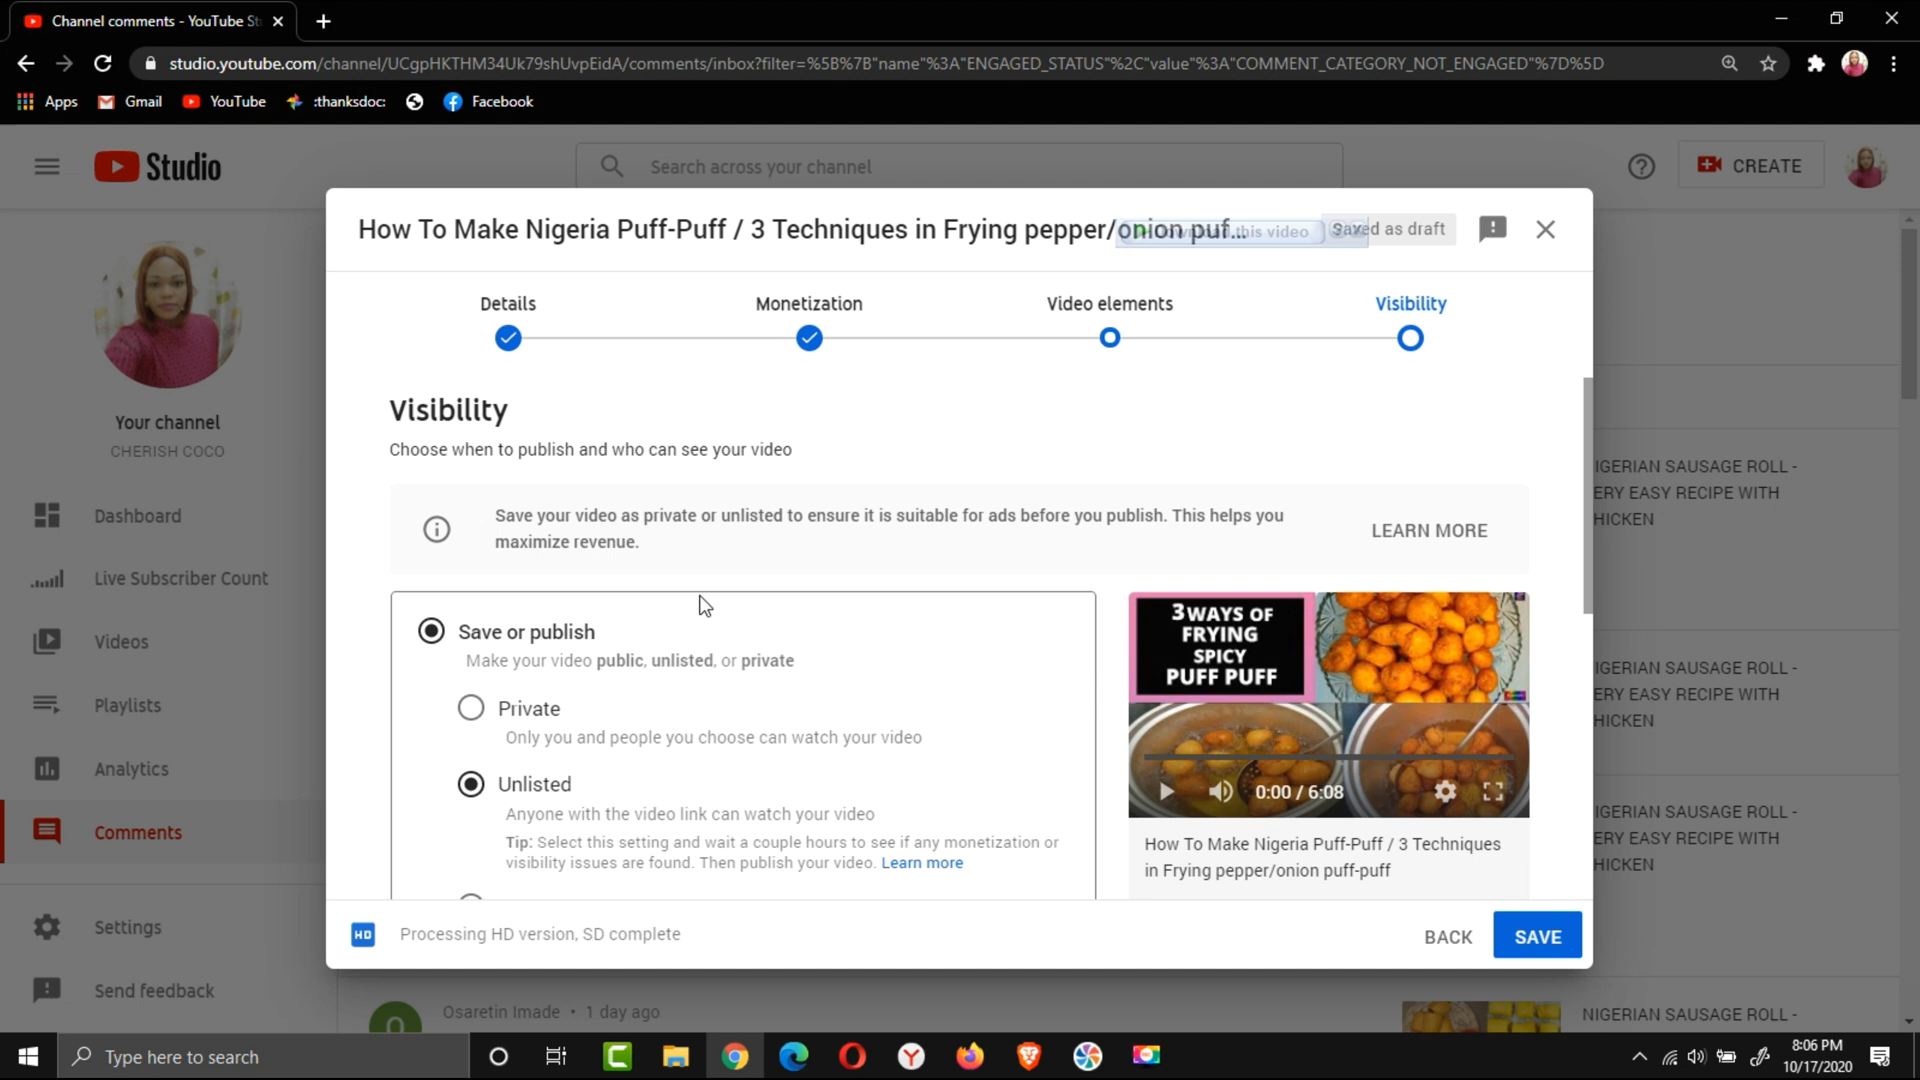 Channel comments - YouTube St
studio.youtube.com/channel/UCgpHKTHM34Uk79shUvpEidA/comments/inbox?filter=%5B%7B"name"%3A"ENGAGED_STATUS"%2C"value"%3A"COMMENT_CATEGORY_NOT_ENGAGED"%7D%5D
Apps Gmail YouTube :thanksdoc: Facebook
Studio
Search across your channel
CREATE
How To Make Nigeria Puff-Puff / 3 Techniques in Frying pepper/onion puf...
Download this video
Saved as draft
Details Monetization Video elements Visibility
Your channel
CHERISH COCO
Dashboard
Live Subscriber Count
Videos
Playlists
Analytics
Comments
Settings
Send feedback
Visibility
Choose when to publish and who can see your video
Save your video as private or unlisted to ensure it is suitable for ads before you publish. This helps you
maximize revenue.
LEARN MORE
Save or publish
Make your video public, unlisted, or private
Private
Only you and people you choose can watch your video
Unlisted
Anyone with the video link can watch your video
Tip: Select this setting and wait a couple hours to see if any monetization or
visibility issues are found. Then publish your video. Learn more
3 WAYS OF
FRYING
SPICY
PUFF PUFF
0:00 / 6:08
How To Make Nigeria Puff-Puff / 3 Techniques
in Frying pepper/onion puff-puff
HD
Processing HD version, SD complete
BACK
SAVE
IGERIAN SAUSAGE ROLL -
ERY EASY RECIPE WITH
HICKEN
IGERIAN SAUSAGE ROLL -
ERY EASY RECIPE WITH
HICKEN
IGERIAN SAUSAGE ROLL -
ERY EASY RECIPE WITH
HICKEN
O
Osaretin Imade • 1 day ago
NIGERIAN SAUSAGE ROLL -
Type here to search
8:06 PM
10/17/2020